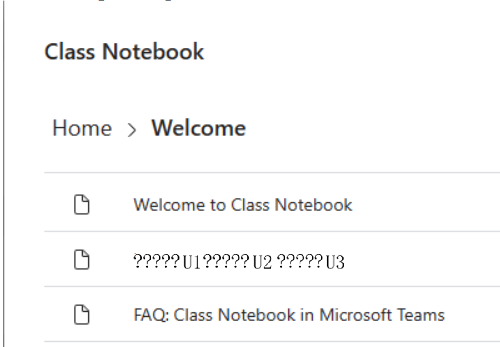 Class Notebook
Home > Welcome
Welcome to Class Notebook
?????U1?????U2 ?????U3
FAQ: Class Notebook in Microsoft Teams